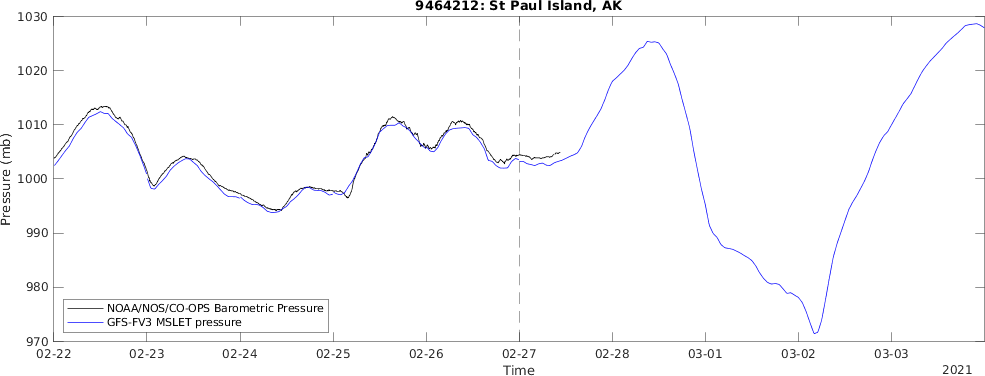 9464212: St Paul Island, AK
Pressure (mb)
1030
1020
1010
1000
990
980
970
NOAA/NOS/CO-OPS Barometric Pressure
GFS-FV3 MSLET pressure
02-22 02-23 02-24 02-25 02-26 02-27 02-28 03-01 03-02 03-03
Time
2021